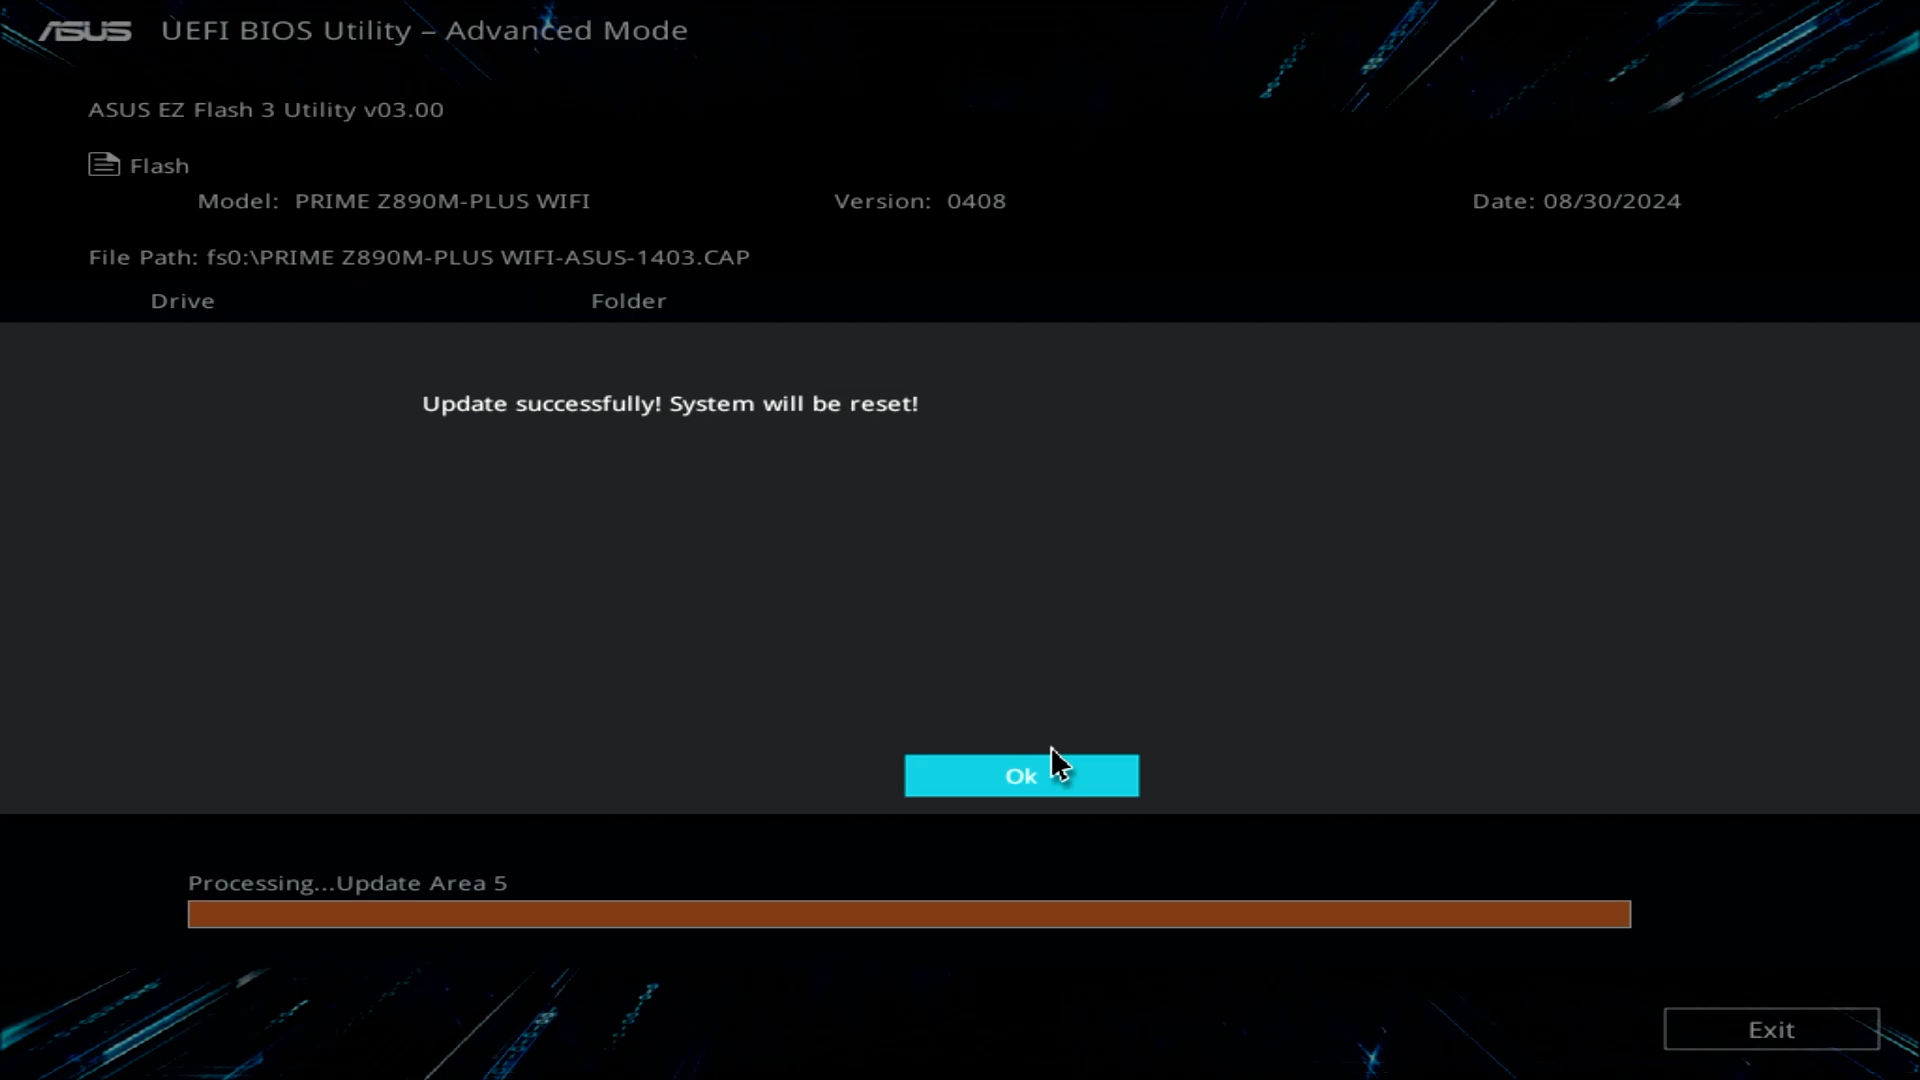 ASUS UEFI BIOS Utility – Advanced Mode
ASUS EZ Flash 3 Utility v03.00
Flash
Model: PRIME Z890M-PLUS WIFI Version: 0408 Date: 08/30/2024
File Path: fs0:\PRIME Z890M-PLUS WIFI-ASUS-1403.CAP
Drive Folder
Update successfully! System will be reset!
Ok
Processing...Update Area 5
Exit